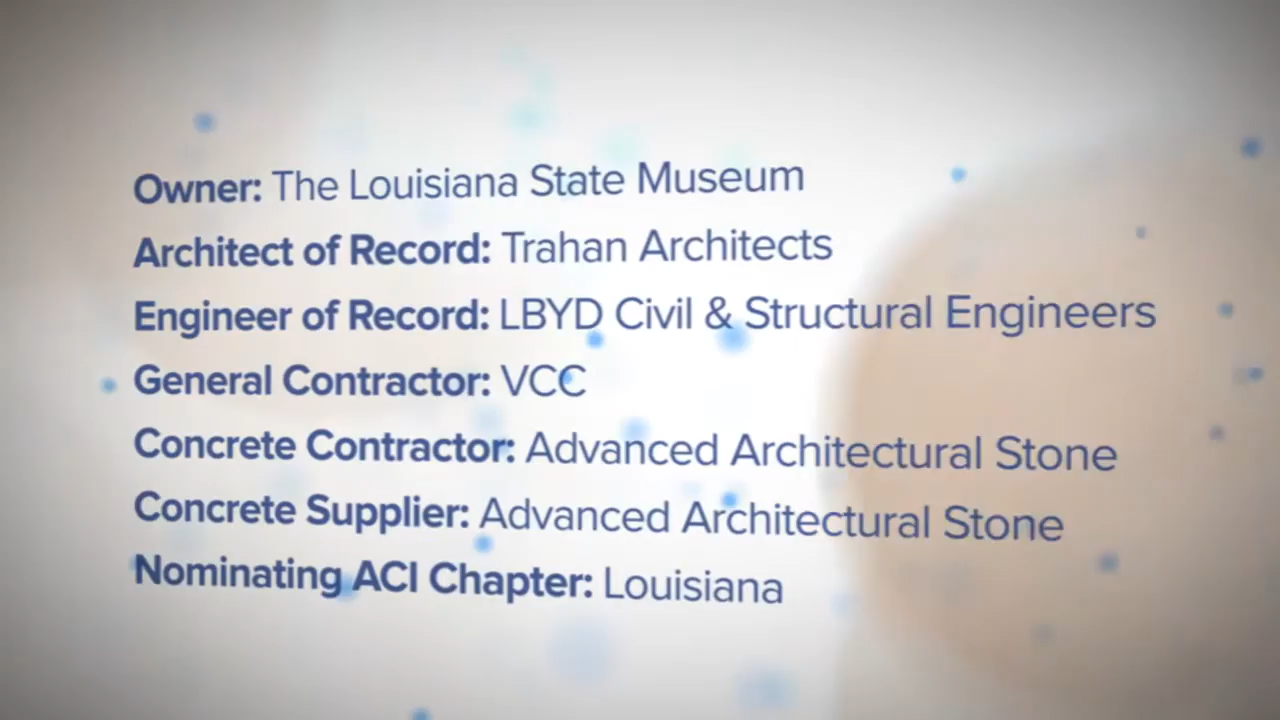 Owner: The Louisiana State Museum
Architect of Record: Trahan Architects
Engineer of Record: LBYD Civil & Structural Engineers
General Contractor: VCC
Concrete Contractor: Advanced Architectural Stone
Concrete Supplier: Advanced Architectural Stone
Nominating ACI Chapter: Louisiana